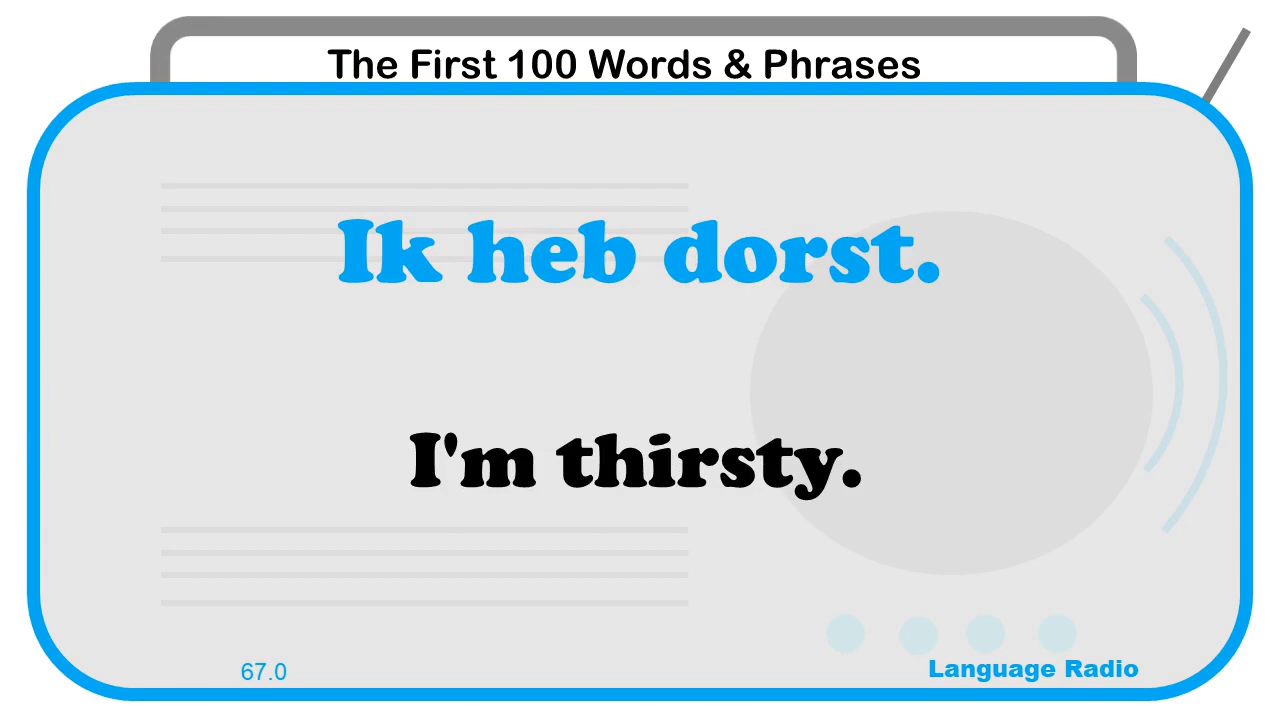 The First 100 Words & Phrases
Ik heb dorst.
I'm thirsty.
67.0
Language Radio